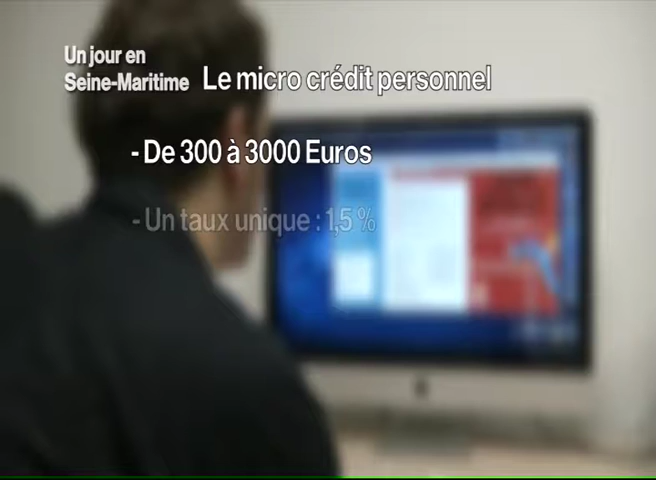 Un jour en
Seine-Maritime
Le micro crédit personnel
- De 300 à 3000 Euros
- Un taux unique : 1,5 %